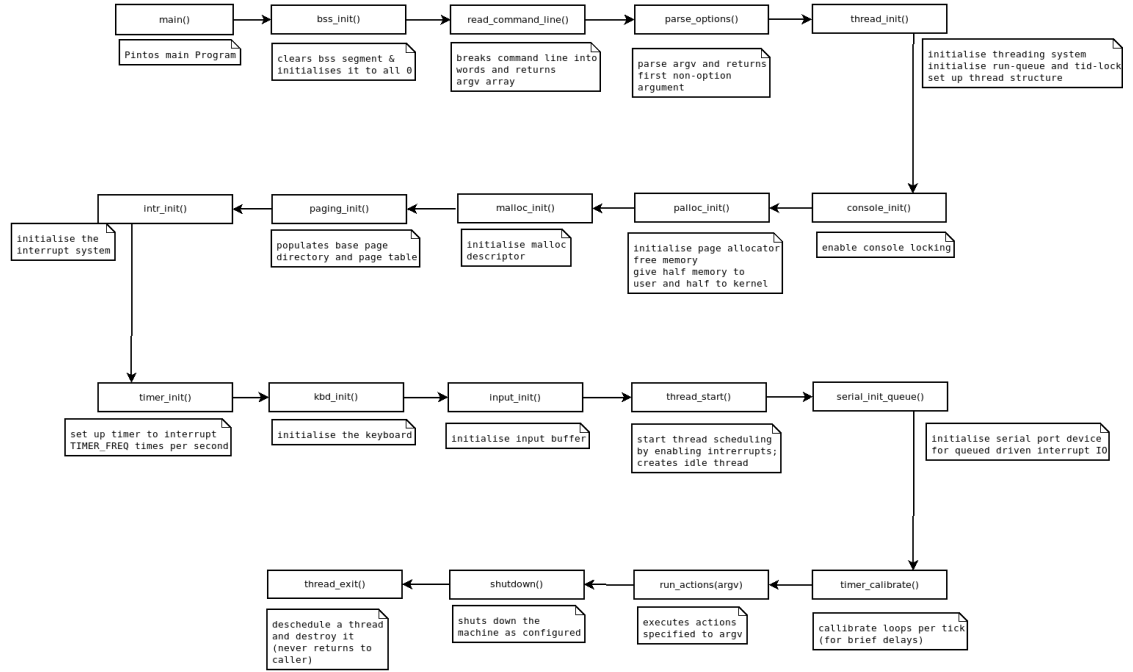 main()
bss_init()
read_command_line()
parse_options()
thread_init()
Pintos main Program
clears bss segment &
initialises it to all 0
breaks command line into
words and returns
argv array
parse argv and returns
first non-option
argument
initialise threading system
initialise run-queue and tid-lock
set up thread structure
intr_init()
paging_init()
malloc_init()
palloc_init()
console_init()
initialise the
interrupt system
populates base page
directory and page table
initialise malloc
descriptor
initialise page allocator
free memory
give half memory to
user and half to kernel
enable console locking
timer_init()
kbd_init()
input_init()
thread_start()
serial_init_queue()
set up timer to interrupt
TIMER_FREQ times per second
initialise the keyboard
initialise input buffer
start thread scheduling
by enabling intrerrupts;
creates idle thread
initialise serial port device
for queued driven interrupt IO
thread_exit()
shutdown()
run_actions(argv)
timer_calibrate()
deschedule a thread
and destroy it
(never returns to
caller)
shuts down the
machine as configured
executes actions
specified to argv
callibrate loops per tick
(for brief delays)